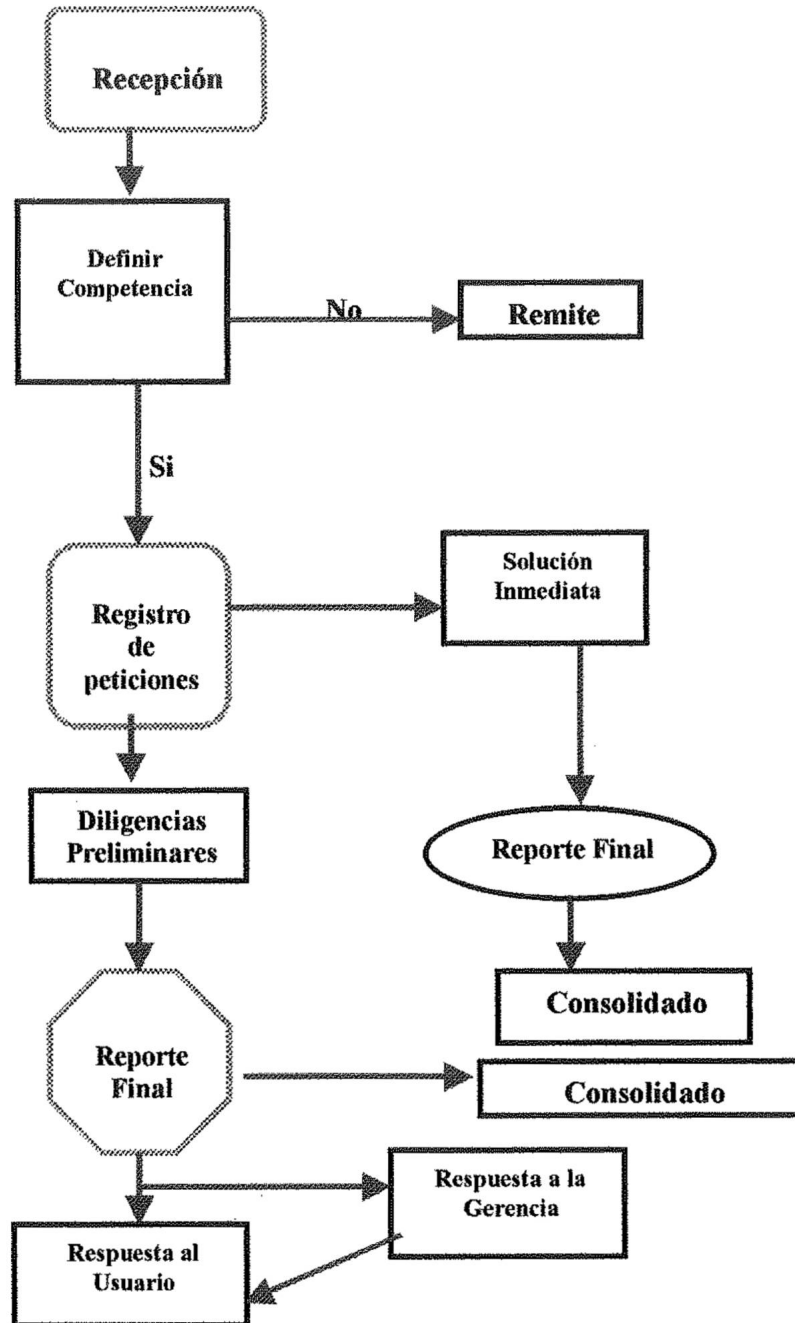 Recepción
Definir
Competencia
No
Remite
Si
Registro
de
peticiones
Solución
Inmediata
Diligencias
Preliminares
Reporte Final
Consolidado
Reporte
Final
Consolidado
Respuesta a la
Gerencia
Respuesta al
Usuario